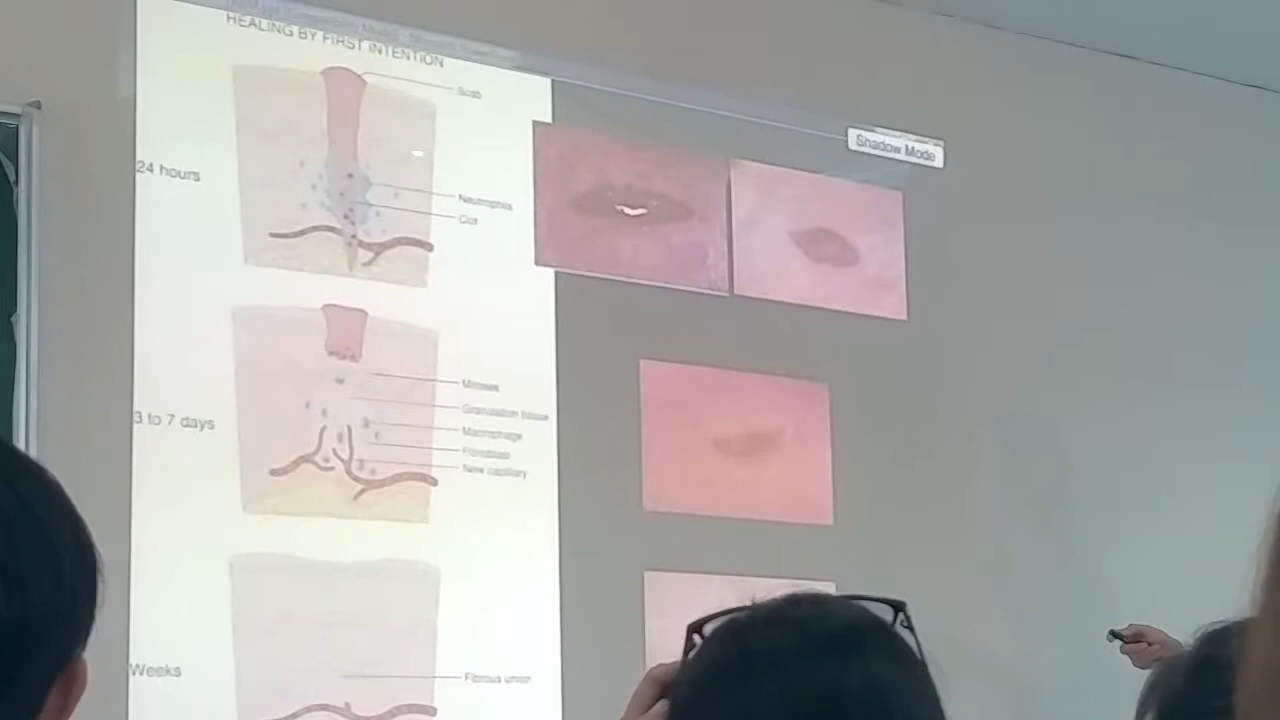 HEALING BY FIRST INTENTION
Scab
Shadow Mode
24 hours
Neutrophils
Clot
3 to 7 days
Mitoses
Granulation tissue
Macrophage
Fibroblast
New capillary
Weeks
Fibrous union